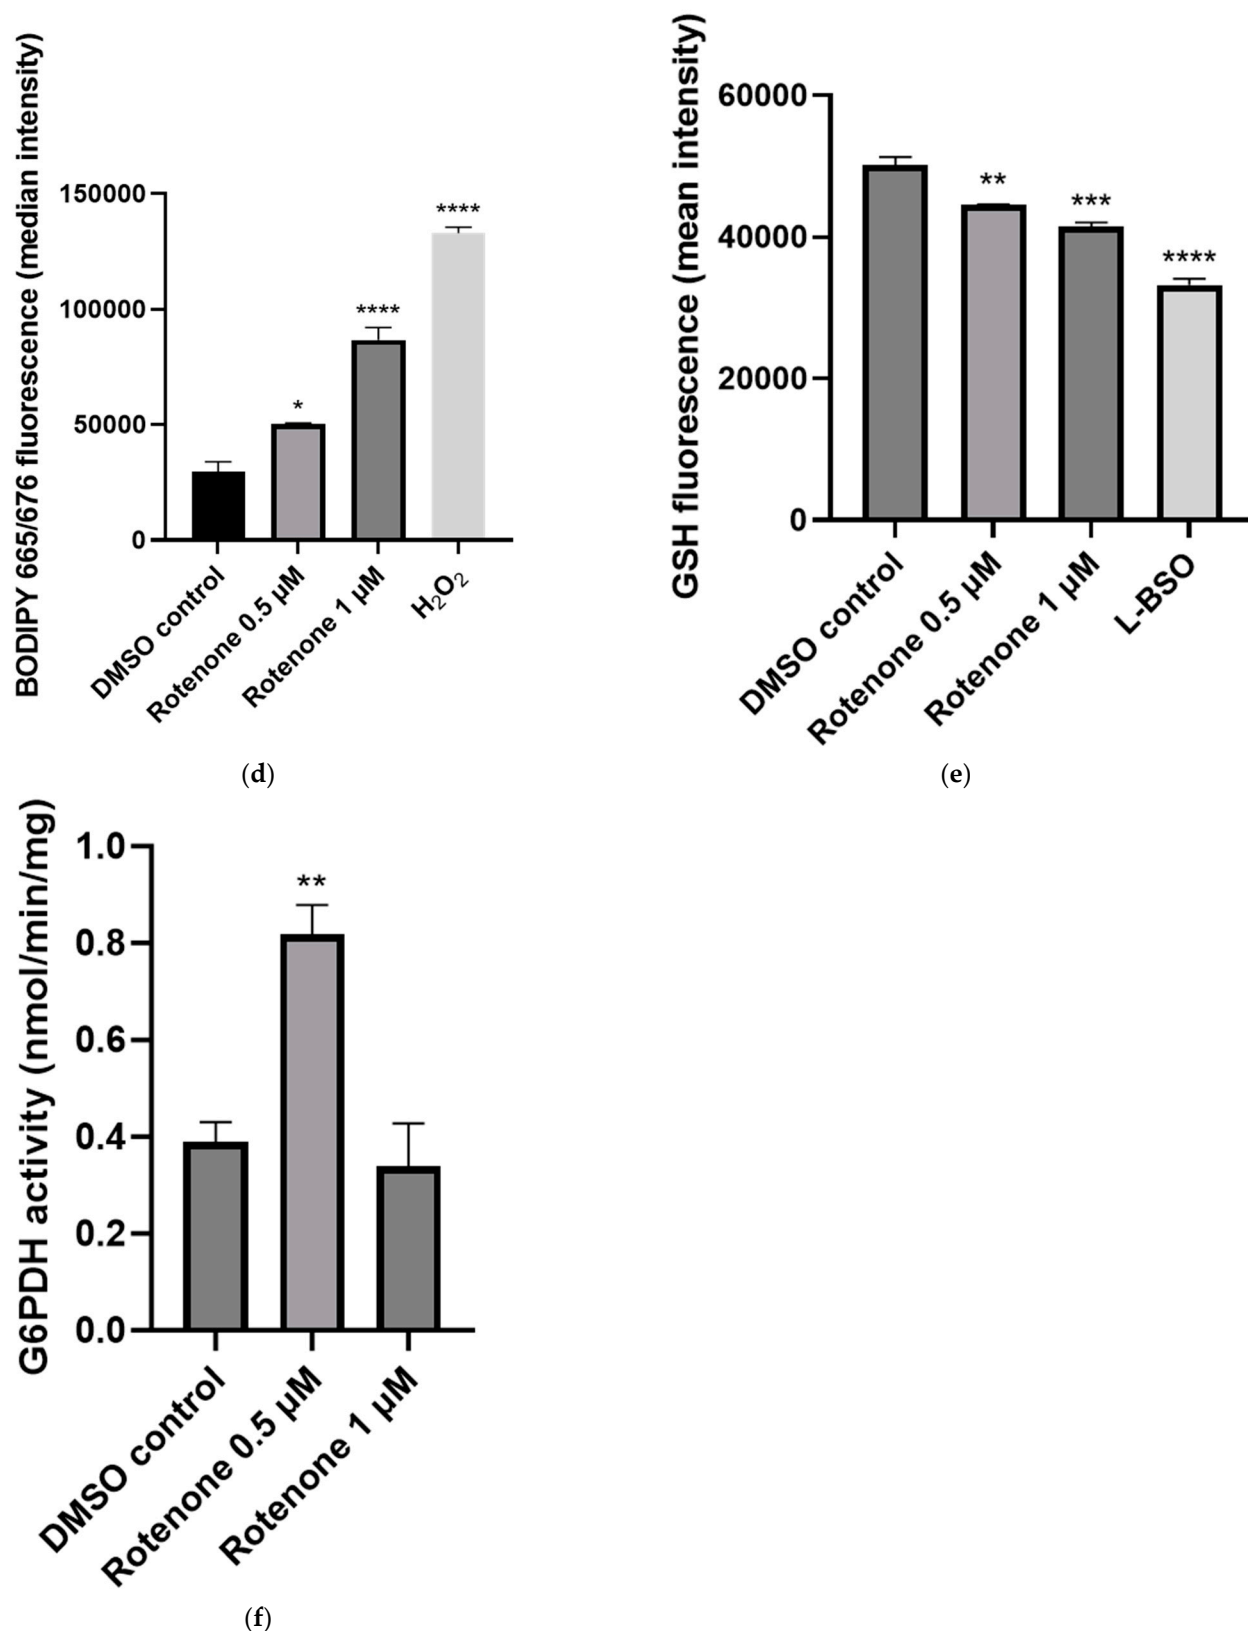 BODIPY 665/676 fluorescence (median intensity)
150000
100000
50000
0
*
****
****
DMSO control
Rotenone 0.5 µM
Rotenone 1 µM
H₂O₂
(d)
GSH fluorescence (mean intensity)
60000
40000
20000
0
**
***
****
DMSO control
Rotenone 0.5 µM
Rotenone 1 µM
L-BSO
(e)
G6PDH activity (nmol/min/mg)
1.0
0.8
0.6
0.4
0.2
0.0
**
DMSO control
Rotenone 0.5 µM
Rotenone 1 µM
(f)